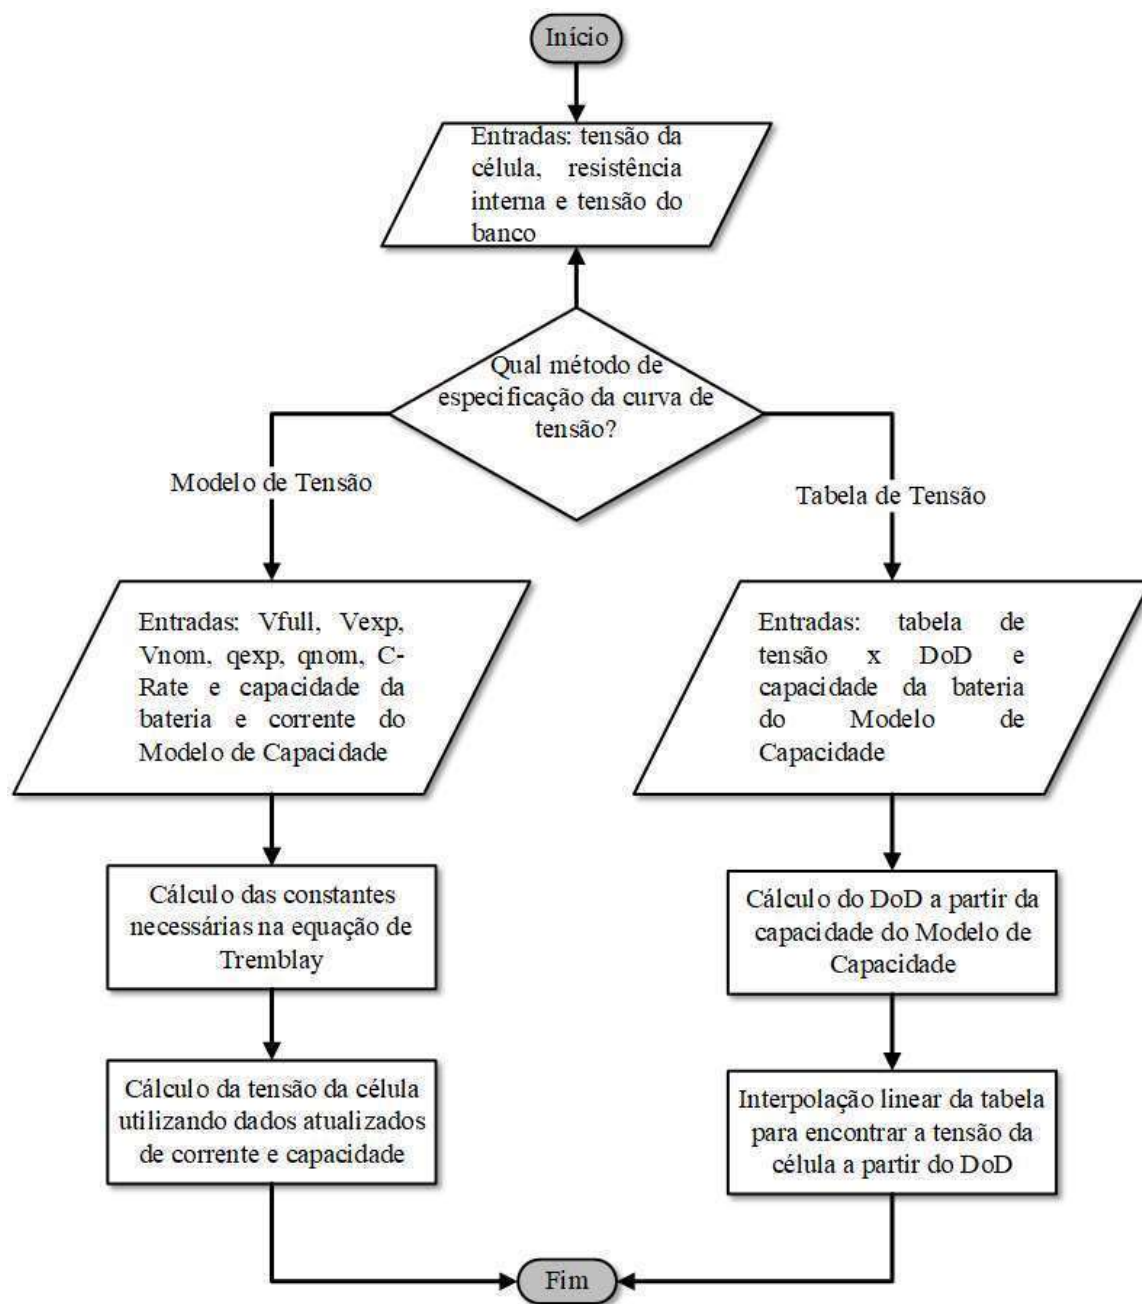 Início
Entradas: tensão da
célula, resistência
interna e tensão do
banco
Qual método de
especificação da curva de
tensão?
Modelo de Tensão
Tabela de Tensão
Entradas: Vfull, Vexp,
Vnom, qexp, qnom, C-
Rate e capacidade da
bateria e corrente do
Modelo de Capacidade
Entradas: tabela de
tensão x DoD e
capacidade da bateria
do Modelo de
Capacidade
Cálculo das constantes
necessárias na equação de
Tremblay
Cálculo do DoD a partir da
capacidade do Modelo de
Capacidade
Cálculo da tensão da célula
utilizando dados atualizados
de corrente e capacidade
Interpolação linear da tabela
para encontrar a tensão da
célula a partir do DoD
Fim